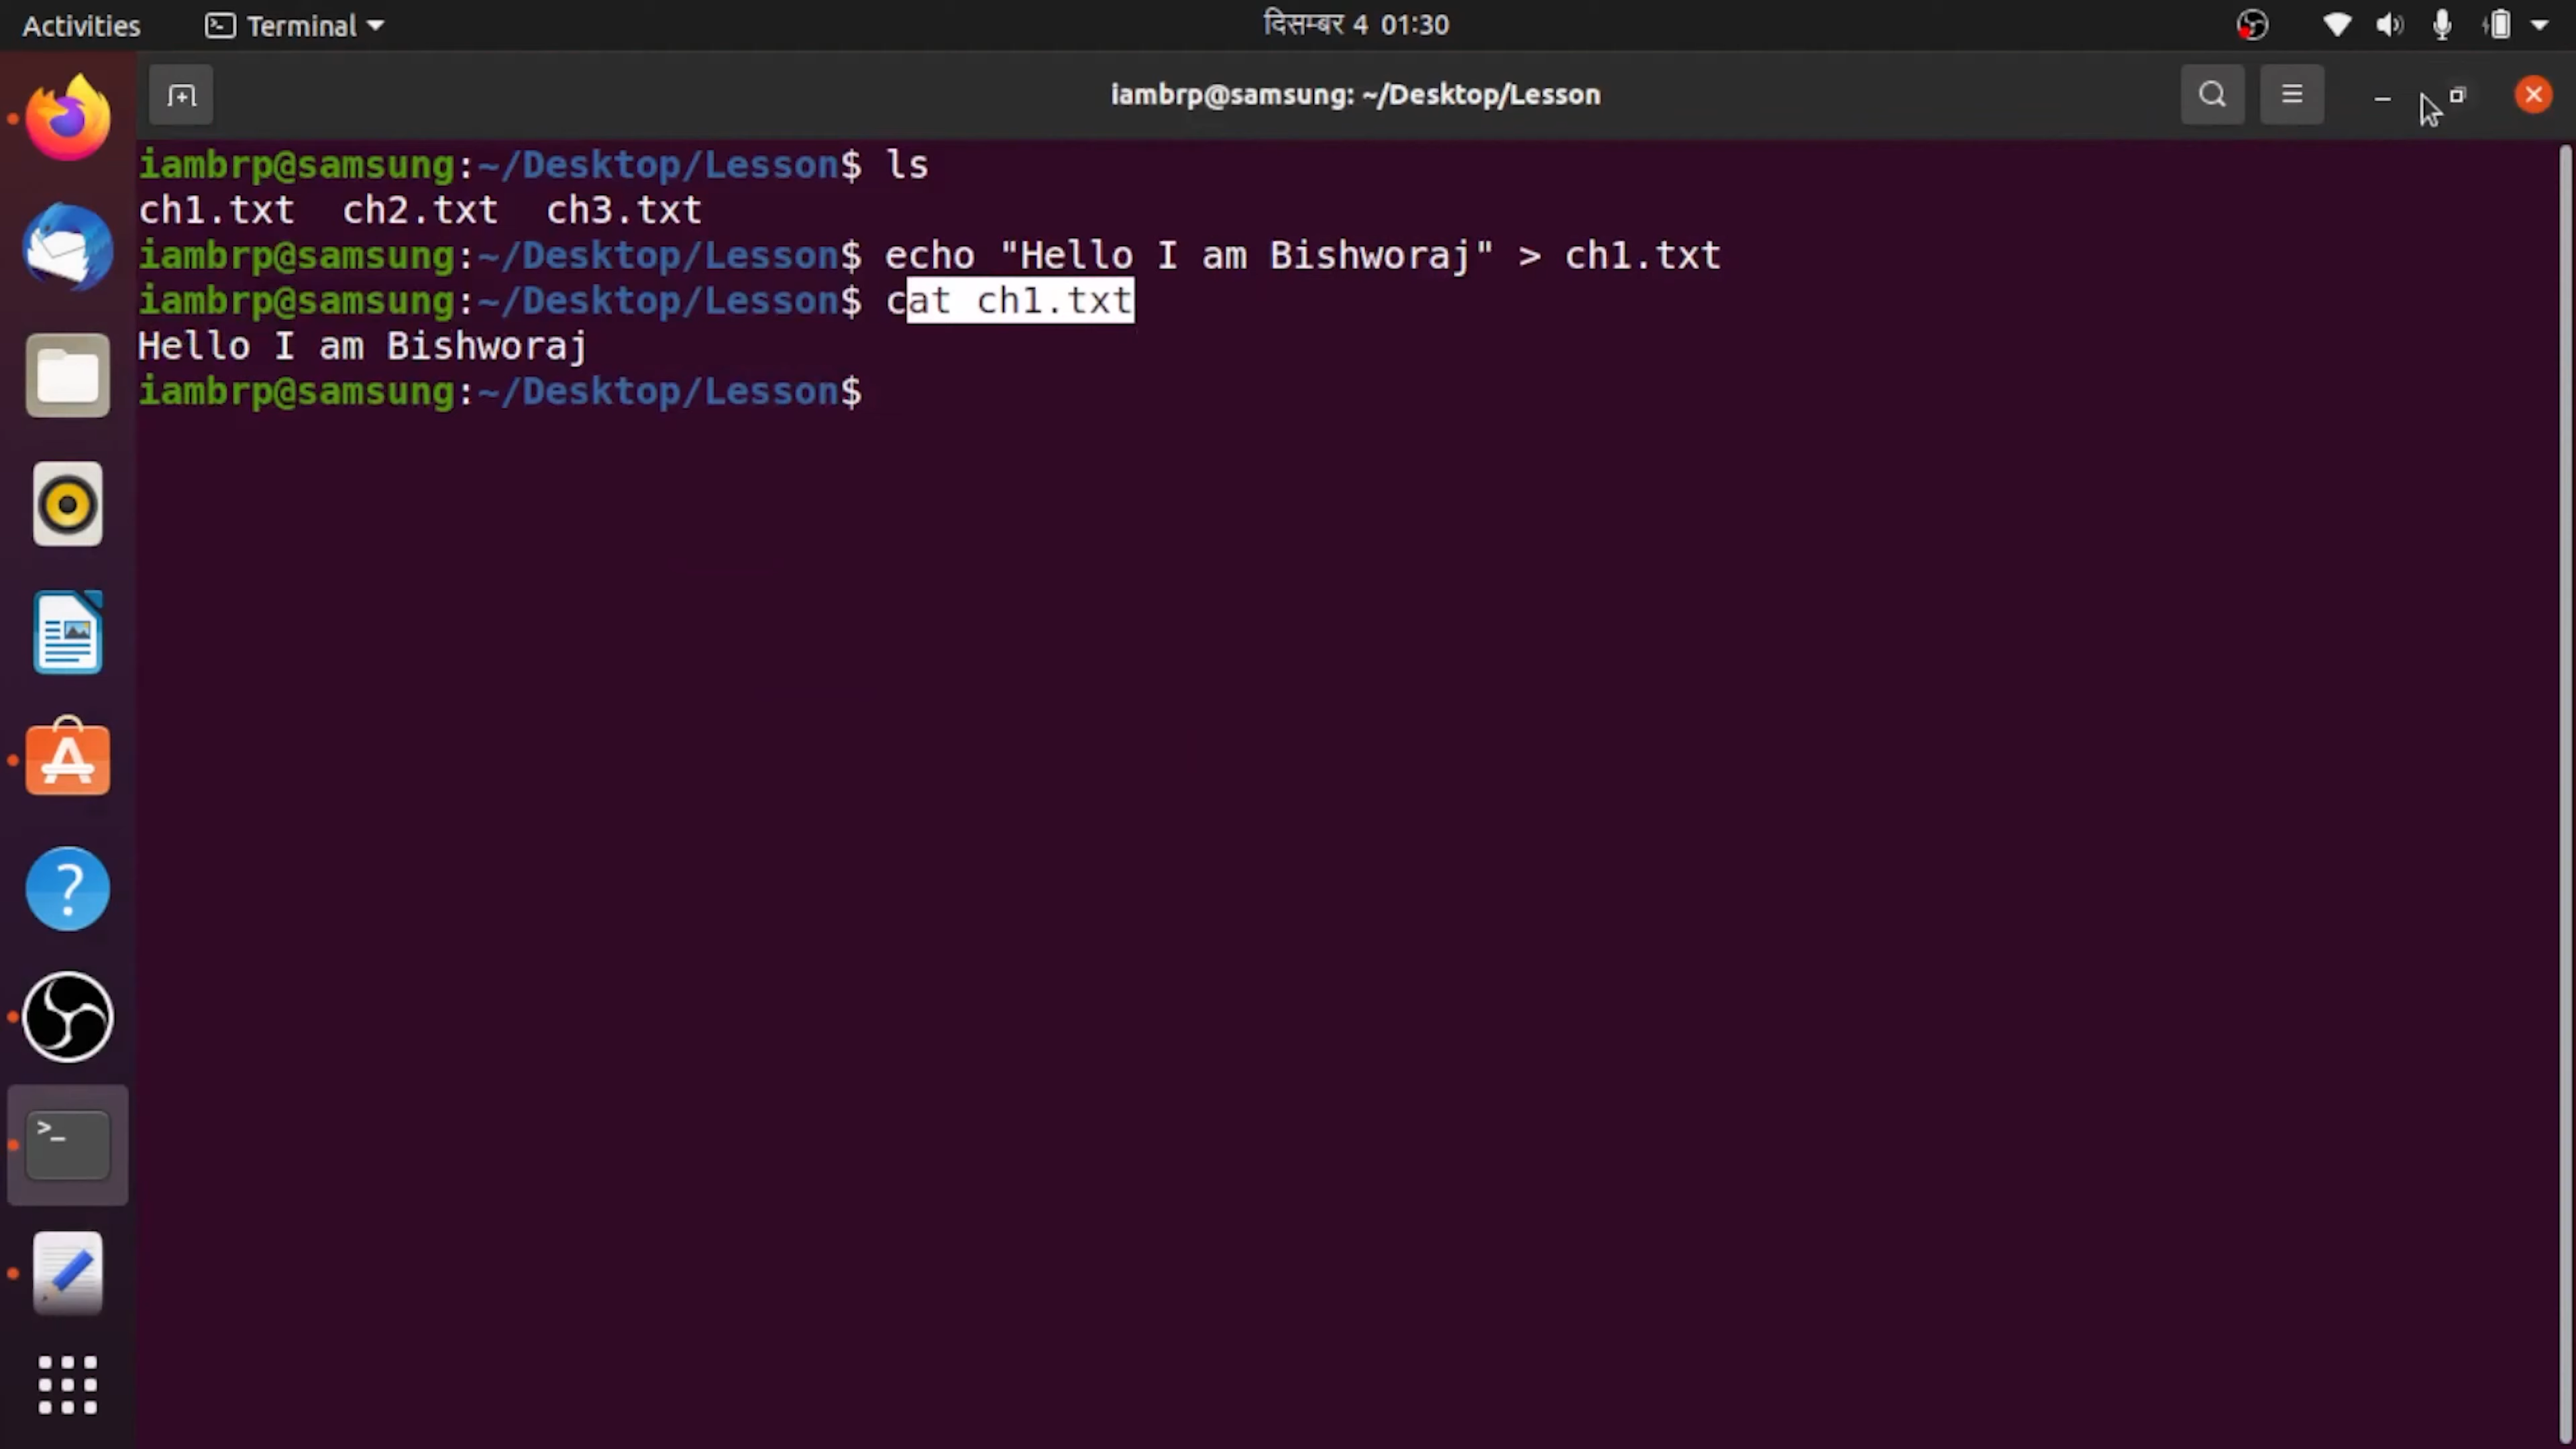 Activities Terminal दिसम्बर 4 01:30
iambrp@samsung: ~/Desktop/Lesson
iambrp@samsung:~/Desktop/Lesson$ ls
ch1.txt ch2.txt ch3.txt
iambrp@samsung:~/Desktop/Lesson$ echo "Hello I am Bishworaj" > ch1.txt
iambrp@samsung:~/Desktop/Lesson$ cat ch1.txt
Hello I am Bishworaj
iambrp@samsung:~/Desktop/Lesson$